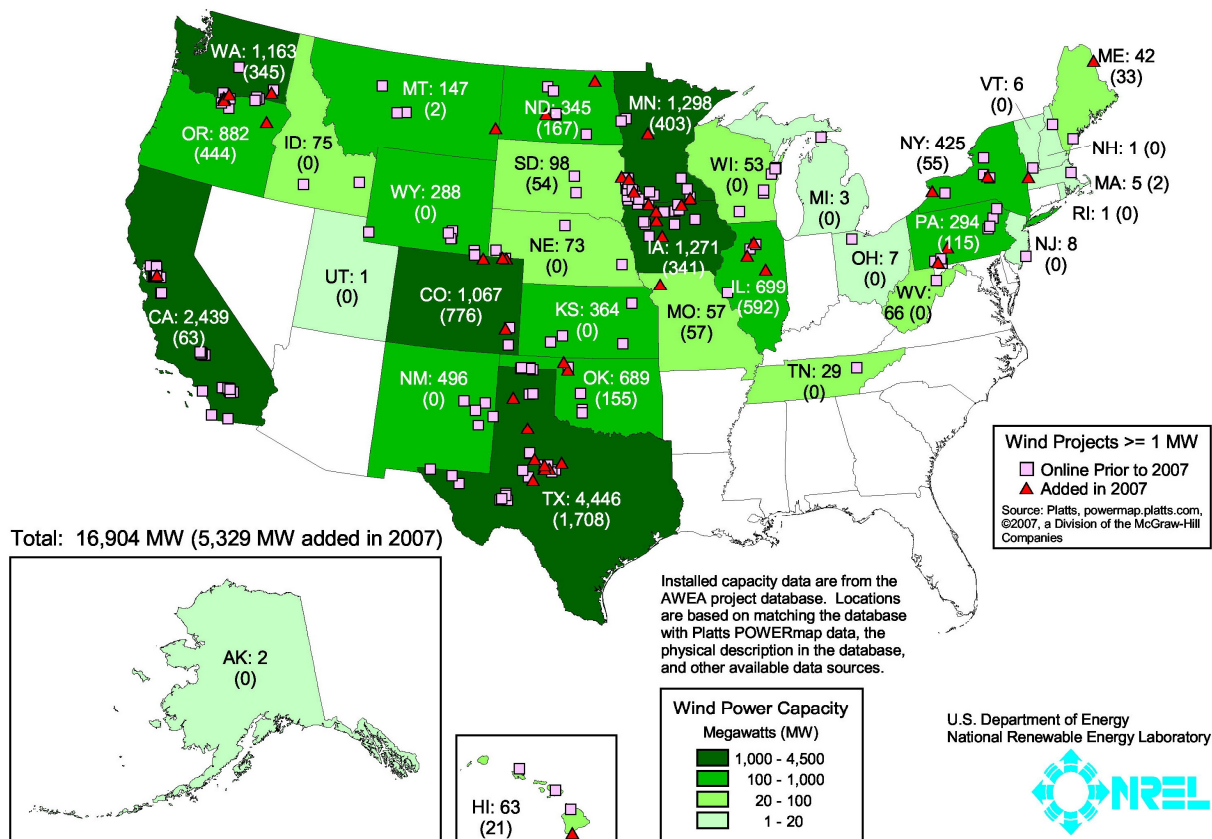 WA: 1,163
(345)
MT: 147
(2)
ND: 345
(167)
MN: 1,298
(403)
VT: 6
(0)
ME: 42
(33)
OR: 882
(444)
ID: 75
(0)
SD: 98
(54)
WI: 53
(0)
NY: 425
(55)
NH: 1 (0)
WY: 288
(0)
MI: 3
(0)
MA: 5 (2)
RI: 1 (0)
NE: 73
(0)
IA: 1,271
(341)
PA: 294
(115)
NJ: 8
(0)
UT: 1
(0)
OH: 7
(0)
CA: 2,439
(63)
CO: 1,067
(776)
KS: 364
(0)
MO: 57
(57)
IL: 699
(592)
WV:
66 (0)
NM: 496
(0)
OK: 689
(155)
TN: 29
(0)
TX: 4,446
(1,708)
Wind Projects >= 1 MW
Online Prior to 2007
Added in 2007
Source: Platts, powermap.platts.com,
©2007, a Division of the McGraw-Hill
Companies
Total: 16,904 MW (5,329 MW added in 2007)
AK: 2
(0)
HI: 63
(21)
Installed capacity data are from the
AWEA project database. Locations
are based on matching the database
with Platts POWERmap data, the
physical description in the database,
and other available data sources.
Wind Power Capacity
Megawatts (MW)
1,000 - 4,500
100 - 1,000
20 - 100
1 - 20
U.S. Department of Energy
National Renewable Energy Laboratory
NREL